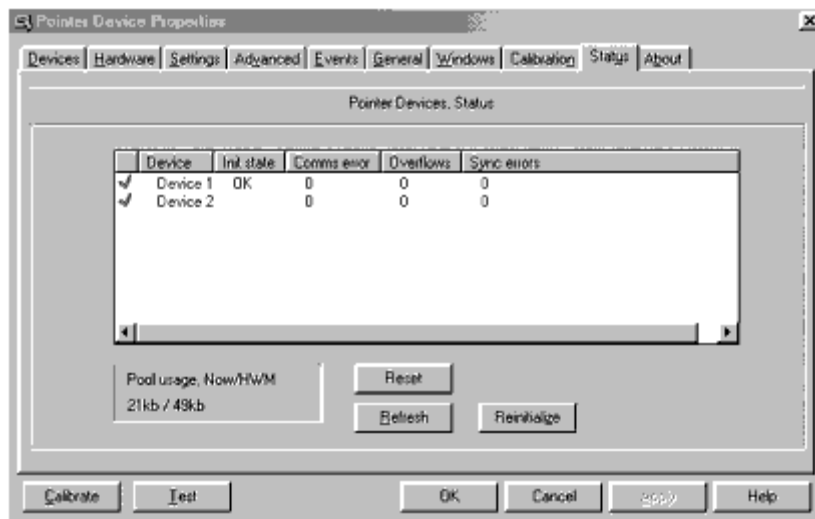 Pointer Device Properties
Devices Hardware Settings Advanced Events General Windows Calibration Status About
Pointer Devices, Status
Device Init state Comms error Overflows Sync errors
Device 1 OK 0 0 0
Device 2 0 0 0
Pool usage, Now/HWM
21kb / 49kb
Reset
Refresh Reinitialize
Calibrate Test OK Cancel Apply Help